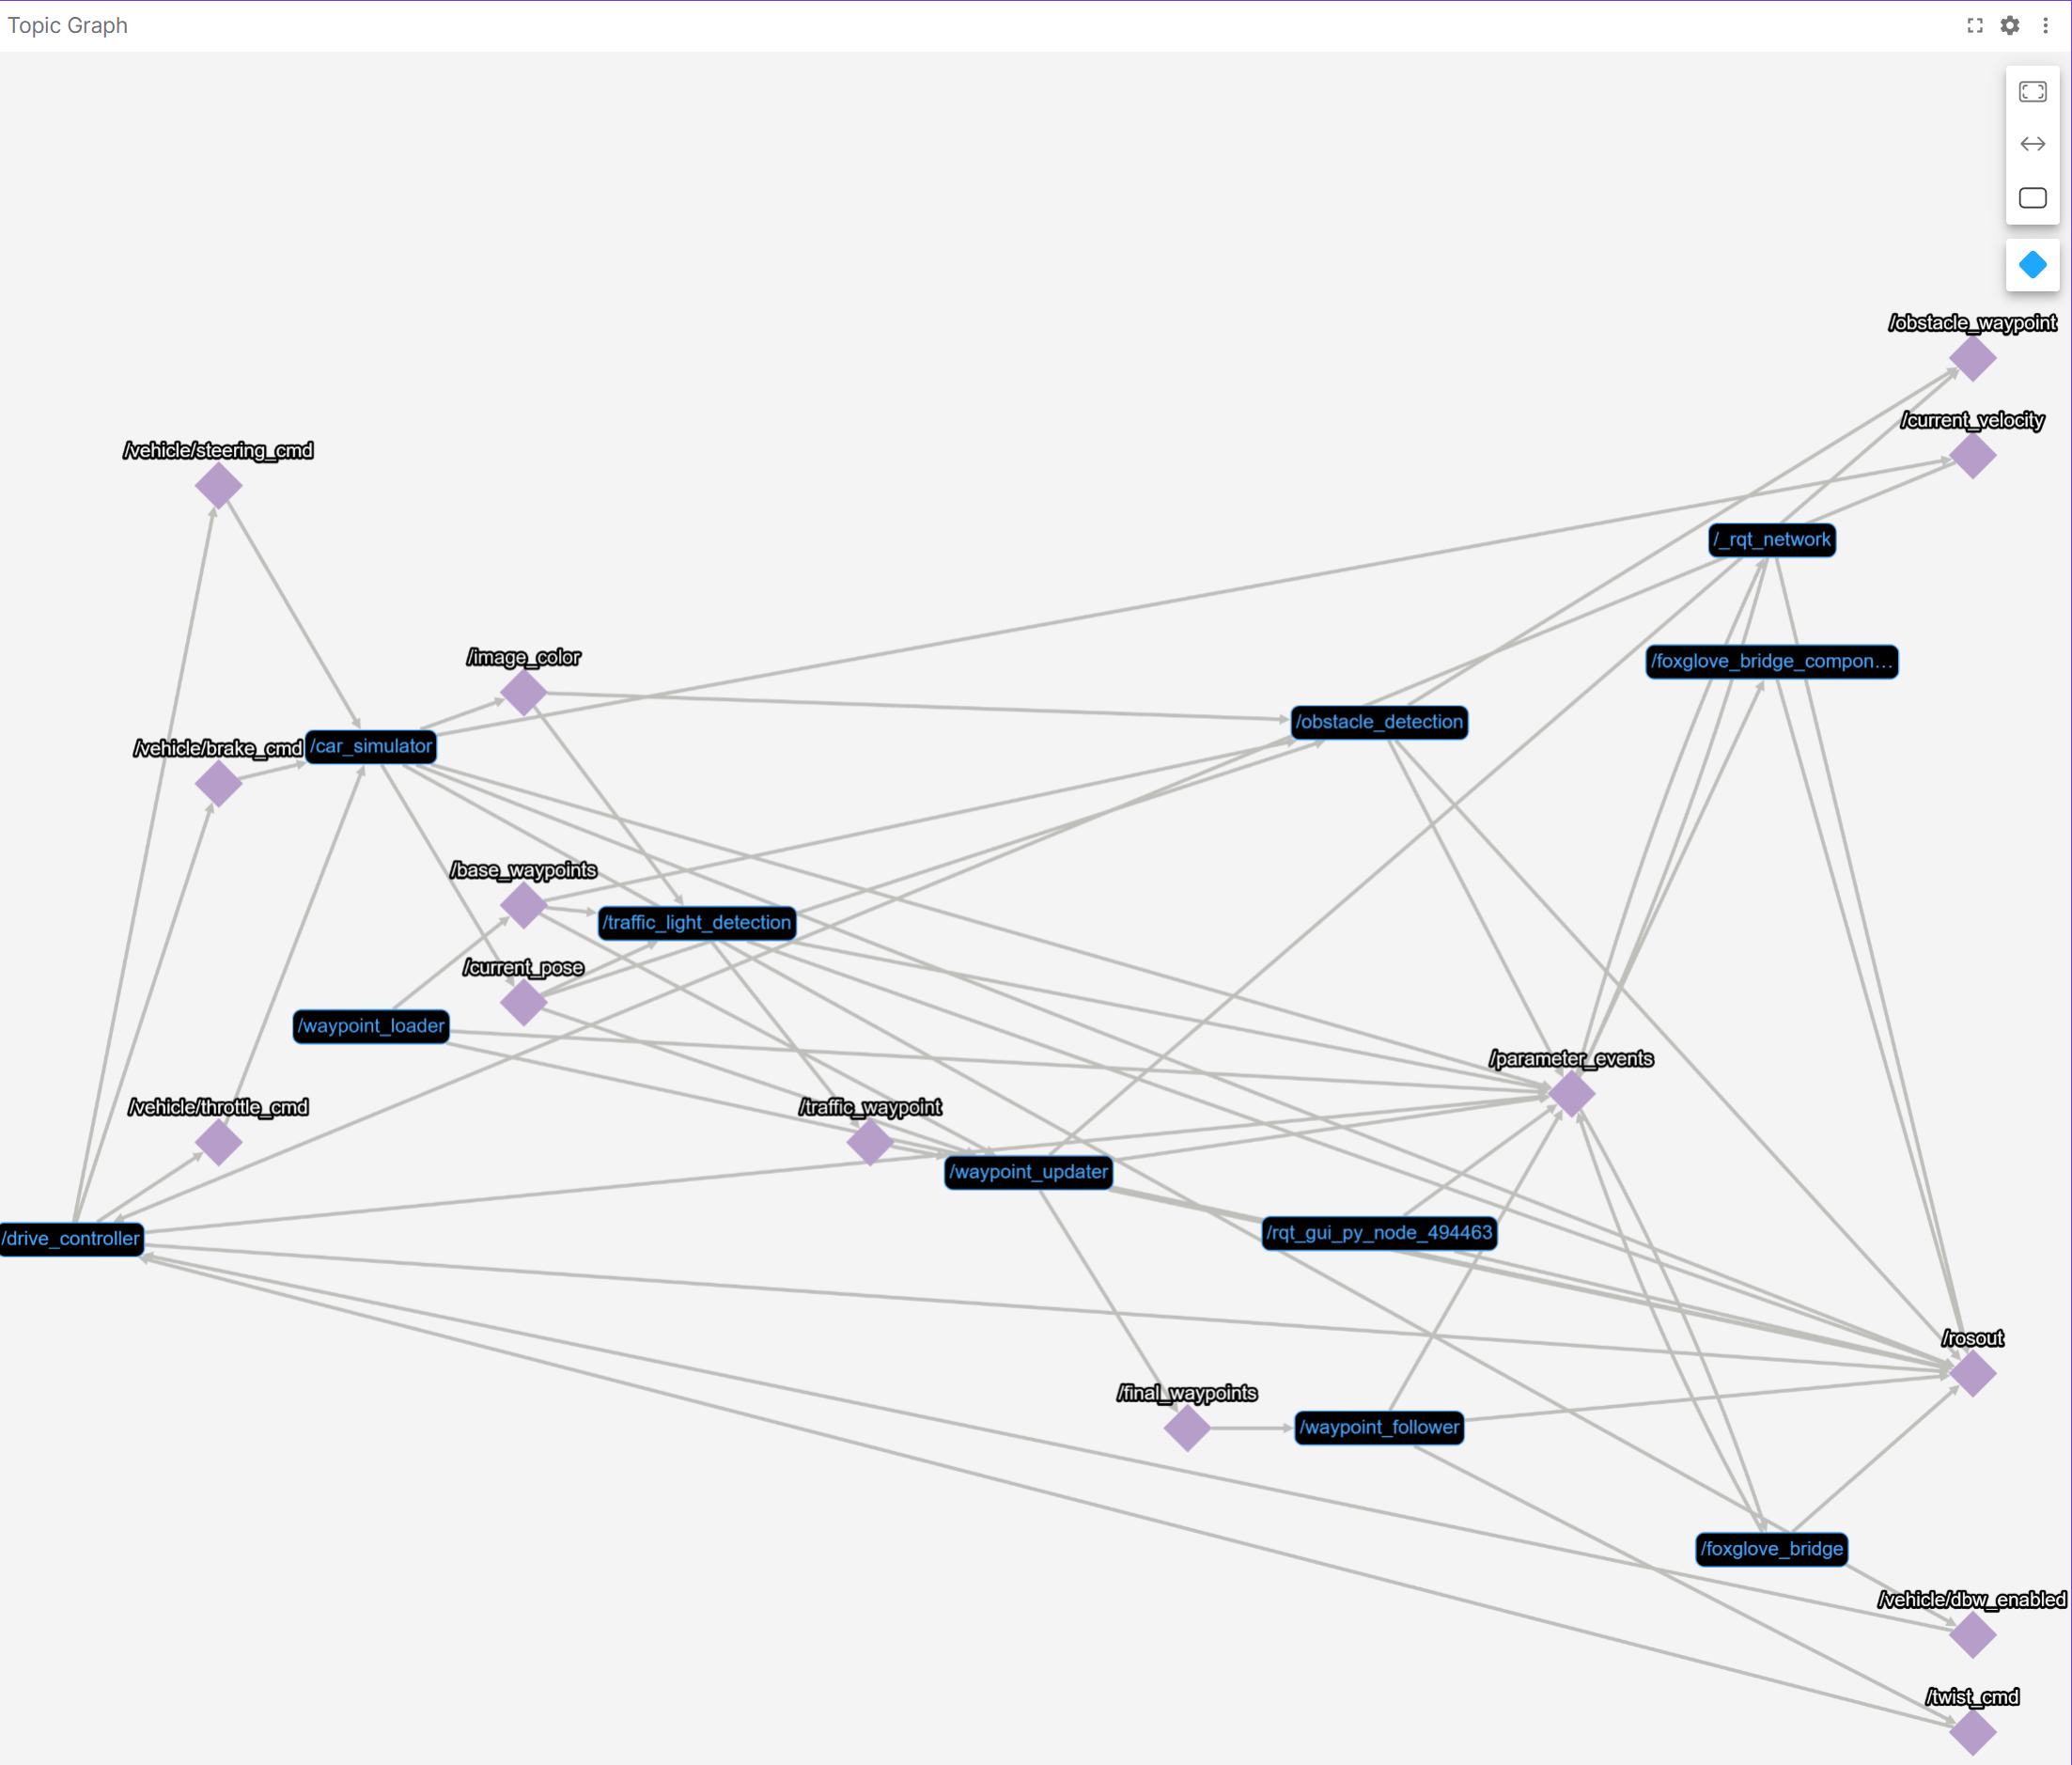 Topic Graph
/obstacle_waypoint
/current_velocity
/vehicle/steering_cmd
/_rqt_network
/image_color
/foxglove_bridge_compon...
/obstacle_detection
/vehicle/brake_cmd
/car_simulator
/base_waypoints
/traffic_light_detection
/current_pose
/waypoint_loader
/parameter_events
/vehicle/throttle_cmd
/traffic_waypoint
/waypoint_updater
/rqt_gui_py_node_494463
/drive_controller
/rosout
/final_waypoints
/waypoint_follower
/foxglove_bridge
/vehicle/dbw_enabled
/twist_cmd